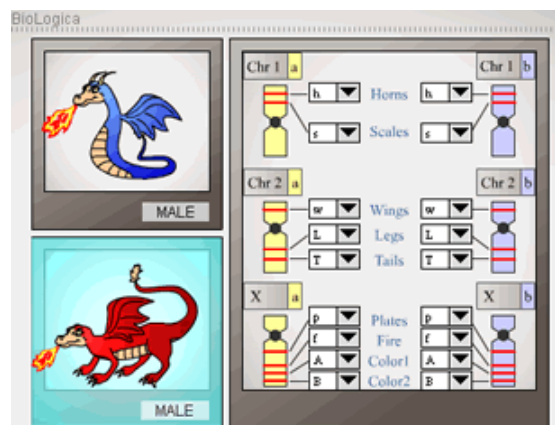 BioLogica
Chr 1 a Chr 1 b
h Horns h
s Scales s
MALE
Chr 2 a Chr 2 b
w Wings w
L Legs L
T Tails T
X a X b
p Plates p
f Fire f
A Color1 A
B Color2 B
MALE